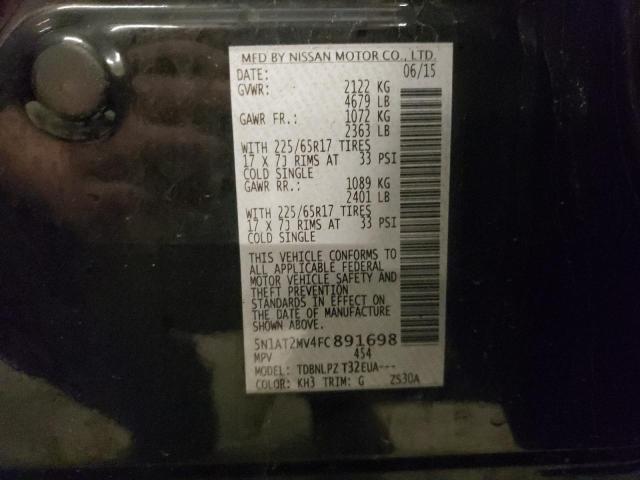 MFD BY NISSAN MOTOR CO., LTD.
DATE: 06/15
GVWR: 2122 KG
4679 LB
GAWR FR.: 1072 KG
2363 LB
WITH 225/65R17 TIRES
17 X 7J RIMS AT 33 PSI
COLD SINGLE
GAWR RR.: 1089 KG
2401 LB
WITH 225/65R17 TIRES
17 X 7J RIMS AT 33 PSI
COLD SINGLE
THIS VEHICLE CONFORMS TO
ALL APPLICABLE FEDERAL
MOTOR VEHICLE SAFETY AND
THEFT PREVENTION
STANDARDS IN EFFECT ON
THE DATE OF MANUFACTURE
SHOWN ABOVE.
5N1AT2MV4FC891698
MPV 454
MODEL: TDBNLPZ T32EUA---
COLOR: KH3 TRIM: G ZS30A